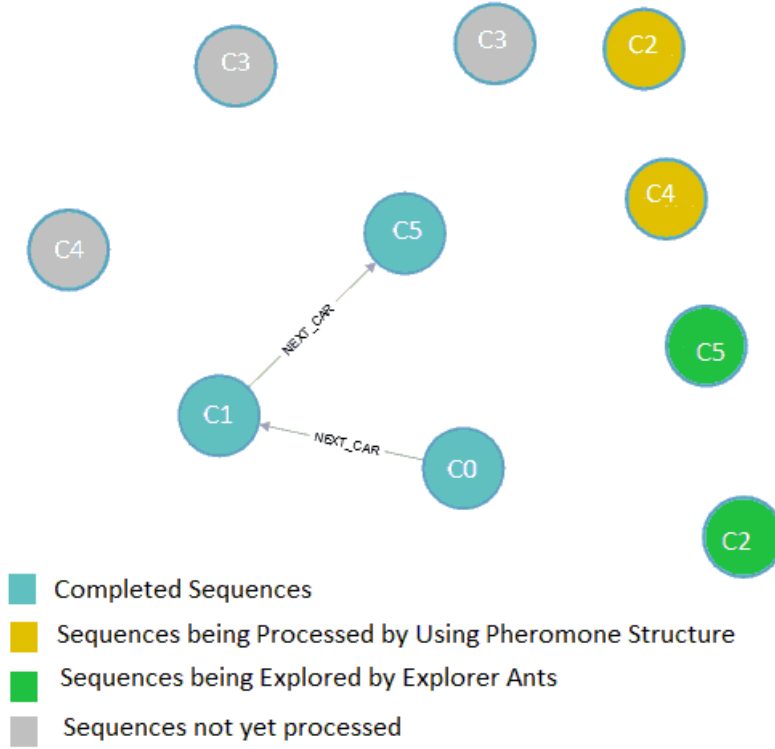 C3
C3
C2
C4
C5
C4
NEXT_CAR
C5
C1
NEXT_CAR
C0
C2
Completed Sequences
Sequences being Processed by Using Pheromone Structure
Sequences being Explored by Explorer Ants
Sequences not yet processed